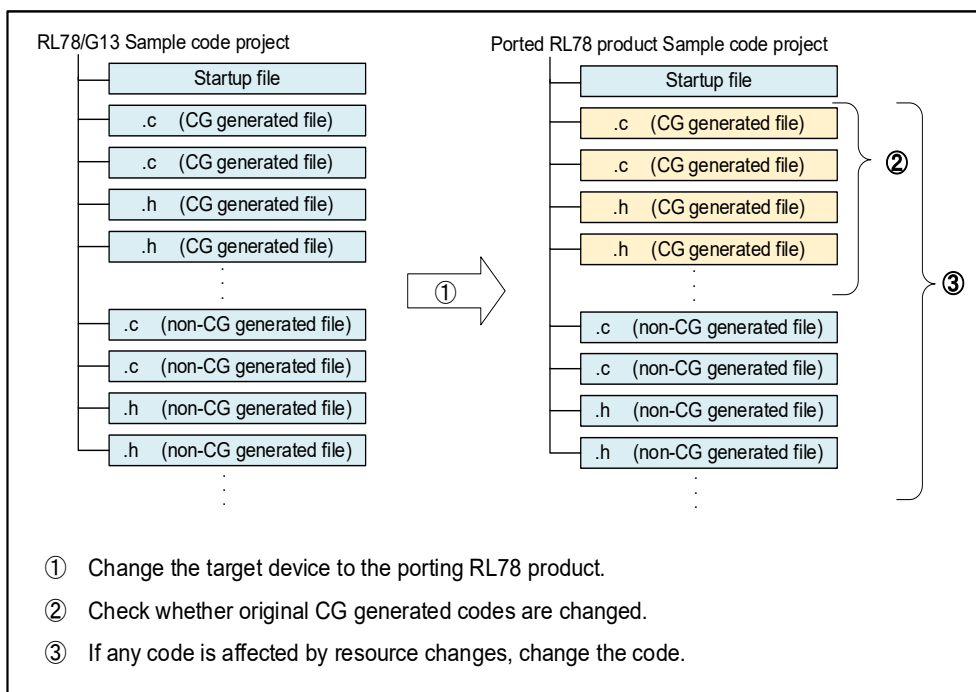 RL78/G13 Sample code project
Startup file
.c (CG generated file)
.c (CG generated file)
.h (CG generated file)
.h (CG generated file)
.c (non-CG generated file)
.c (non-CG generated file)
.h (non-CG generated file)
.h (non-CG generated file)
①
Ported RL78 product Sample code project
Startup file
.c (CG generated file)
.c (CG generated file)
.h (CG generated file)
.h (CG generated file)
.c (non-CG generated file)
.c (non-CG generated file)
.h (non-CG generated file)
.h (non-CG generated file)
②
③
① Change the target device to the porting RL78 product.
② Check whether original CG generated codes are changed.
③ If any code is affected by resource changes, change the code.